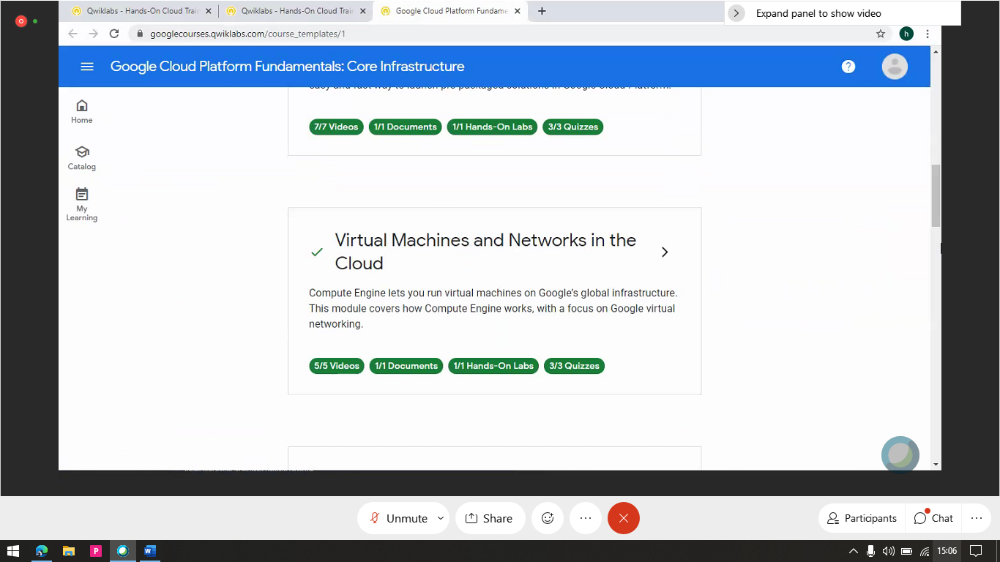 Qwiklabs - Hands-On Cloud Trai
Qwiklabs - Hands-On Cloud Trai
Google Cloud Platform Fundame
Expand panel to show video
googlecourses.qwiklabs.com/course_templates/1
h
Google Cloud Platform Fundamentals: Core Infrastructure
easy and fast way to launch pre-packaged solutions in Google Cloud Platform.
Home
7/7 Videos 1/1 Documents 1/1 Hands-On Labs 3/3 Quizzes
Catalog
My
Learning
Virtual Machines and Networks in the
Cloud
Compute Engine lets you run virtual machines on Google’s global infrastructure.
This module covers how Compute Engine works, with a focus on Google virtual
networking.
5/5 Videos 1/1 Documents 1/1 Hands-On Labs 3/3 Quizzes
Unmute
Share
Participants
Chat
P
W
15:06